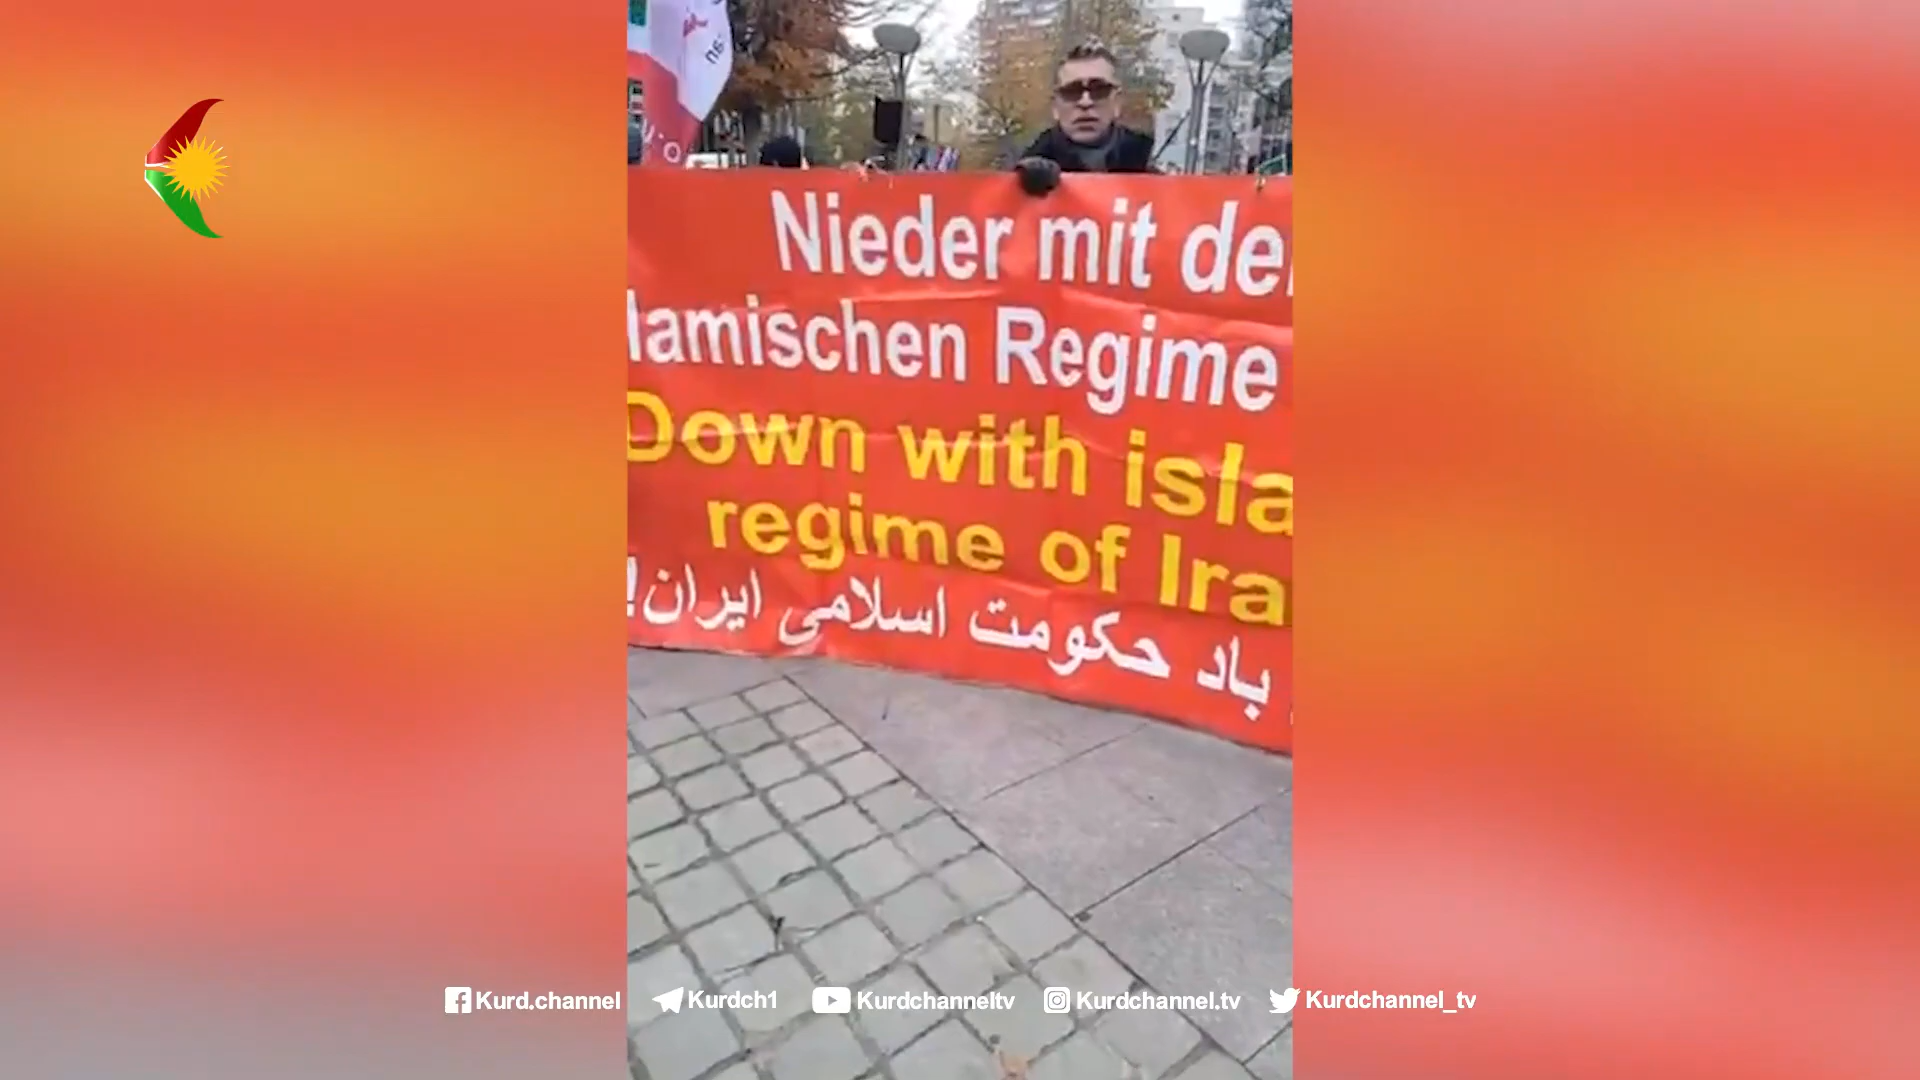 Nieder mit de
lamischen Regime
Down with isla
regime of Ira
باد حکومت اسلامی ایران!
Kurd.channel
Kurdch1
Kurdchanneltv
Kurdchannel.tv
Kurdchannel_tv